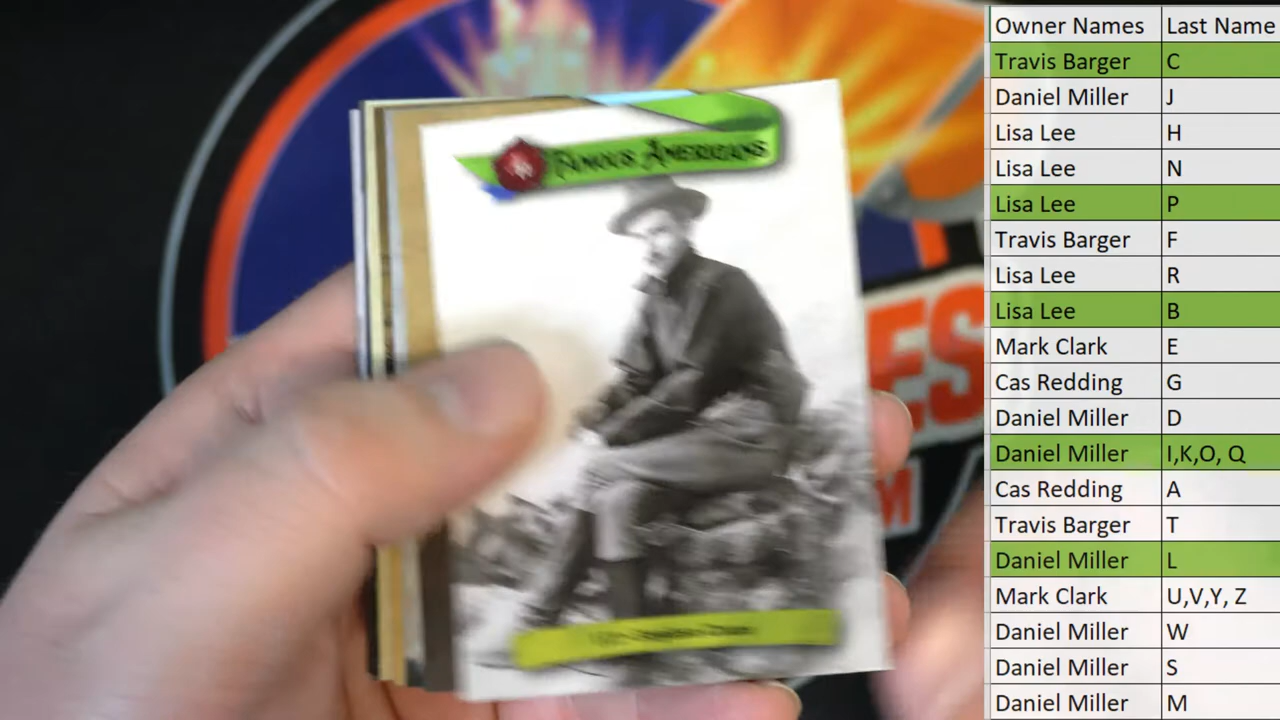 FAMOUS AMERICANS
ES
M
Owner Names Last Name
Travis Barger C
Daniel Miller J
Lisa Lee H
Lisa Lee N
Lisa Lee P
Travis Barger F
Lisa Lee R
Lisa Lee B
Mark Clark E
Cas Redding G
Daniel Miller D
Daniel Miller I,K,O, Q
Cas Redding A
Travis Barger T
Daniel Miller L
Mark Clark U,V,Y, Z
Daniel Miller W
Daniel Miller S
Daniel Miller M